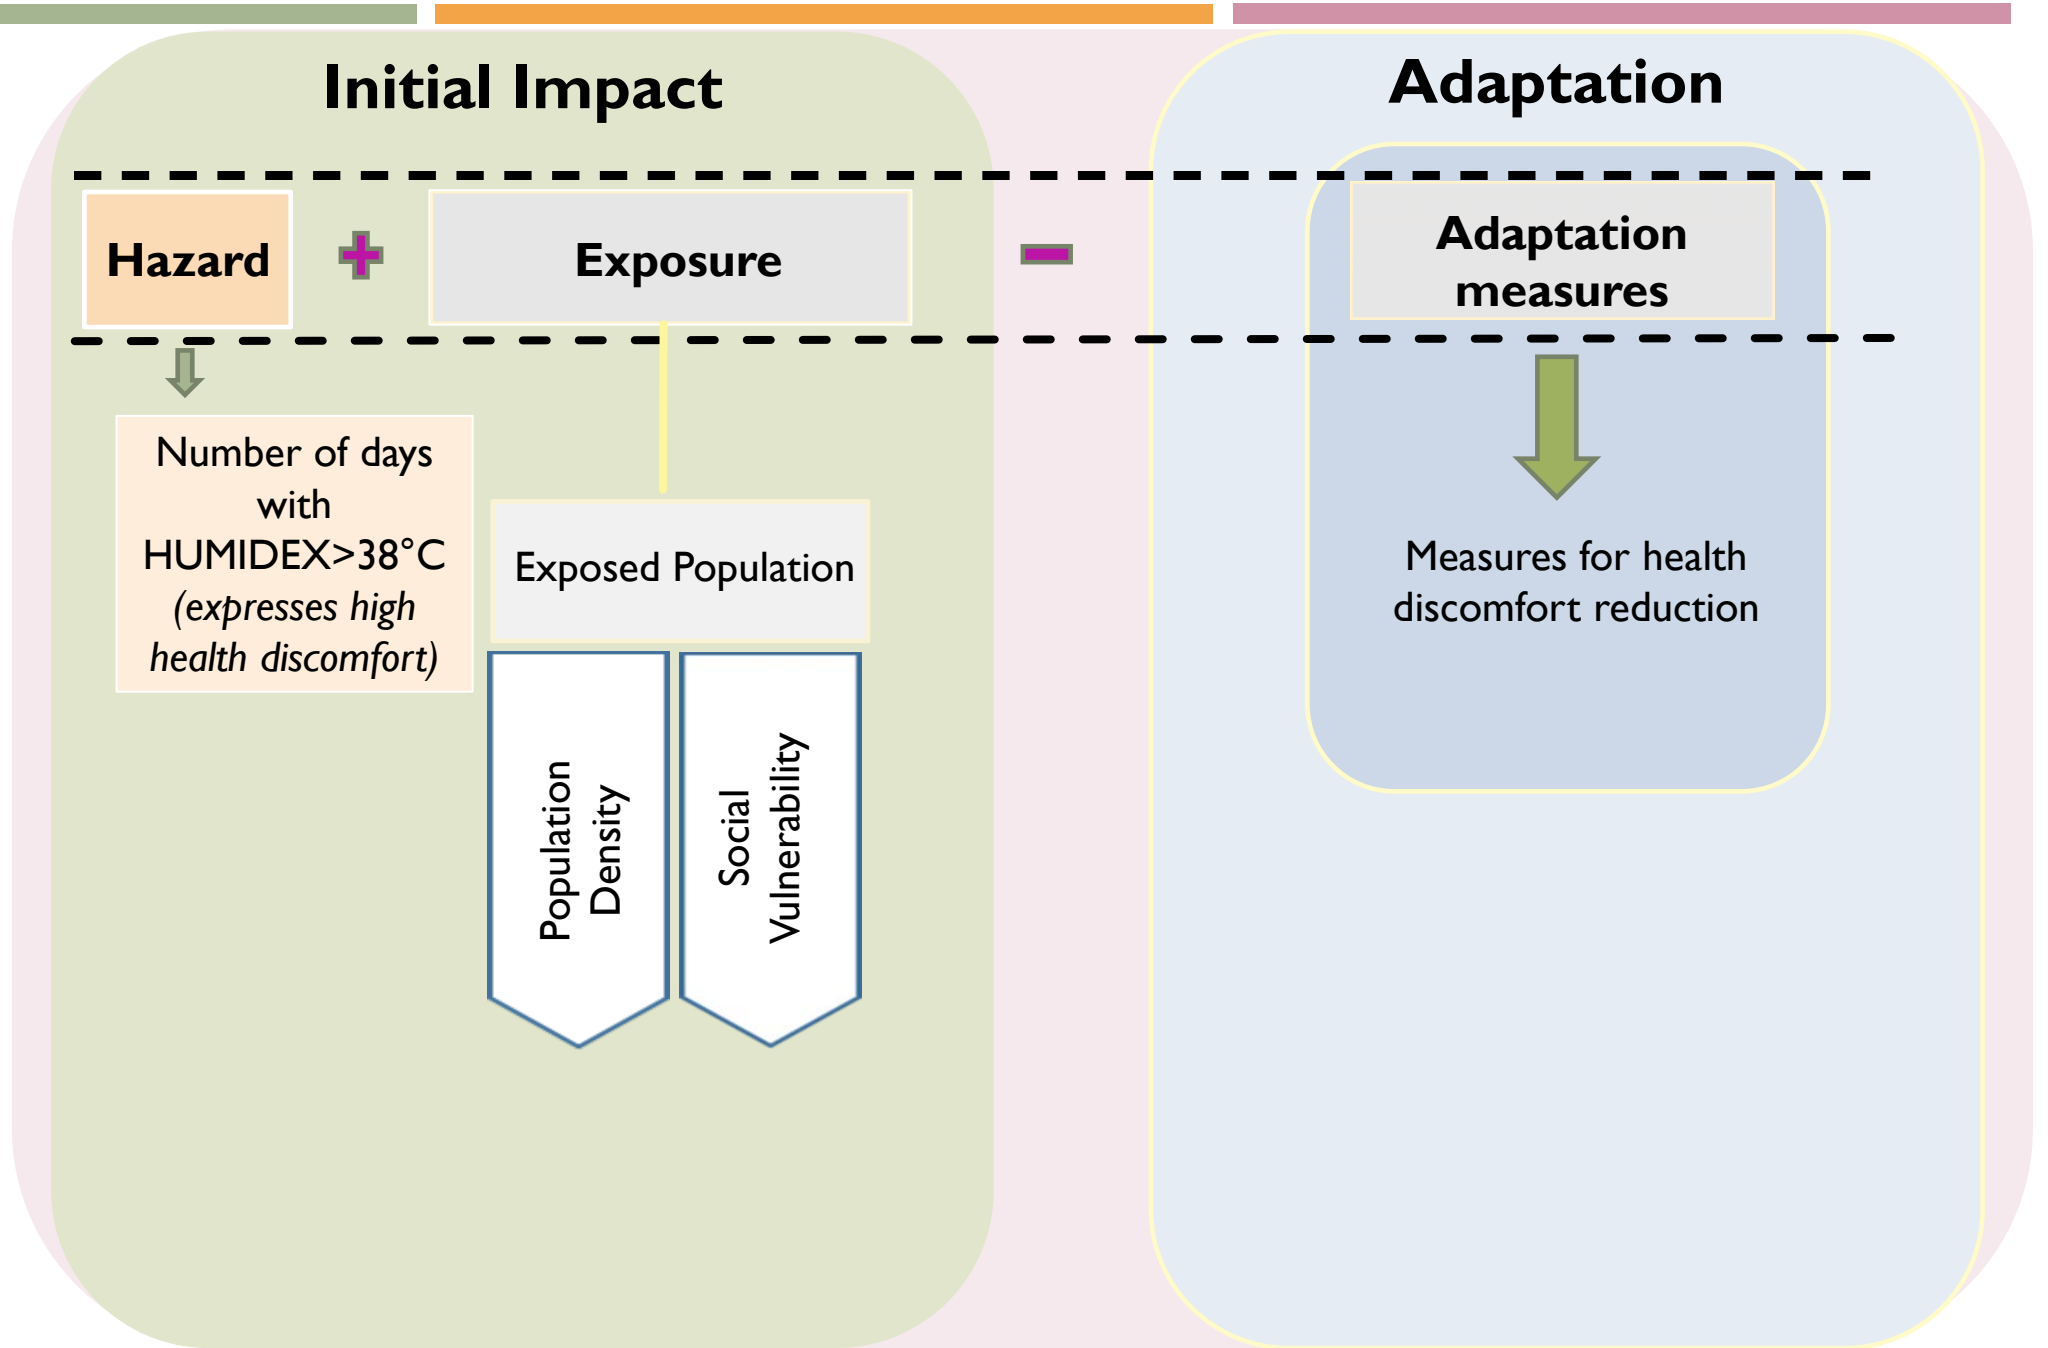 Initial Impact
Adaptation
Hazard
+
Exposure
–
Adaptation
measures
Number of days
with
HUMIDEX>38°C
(expresses high
health discomfort)
Exposed Population
Population
Density
Social
Vulnerability
Measures for health
discomfort reduction